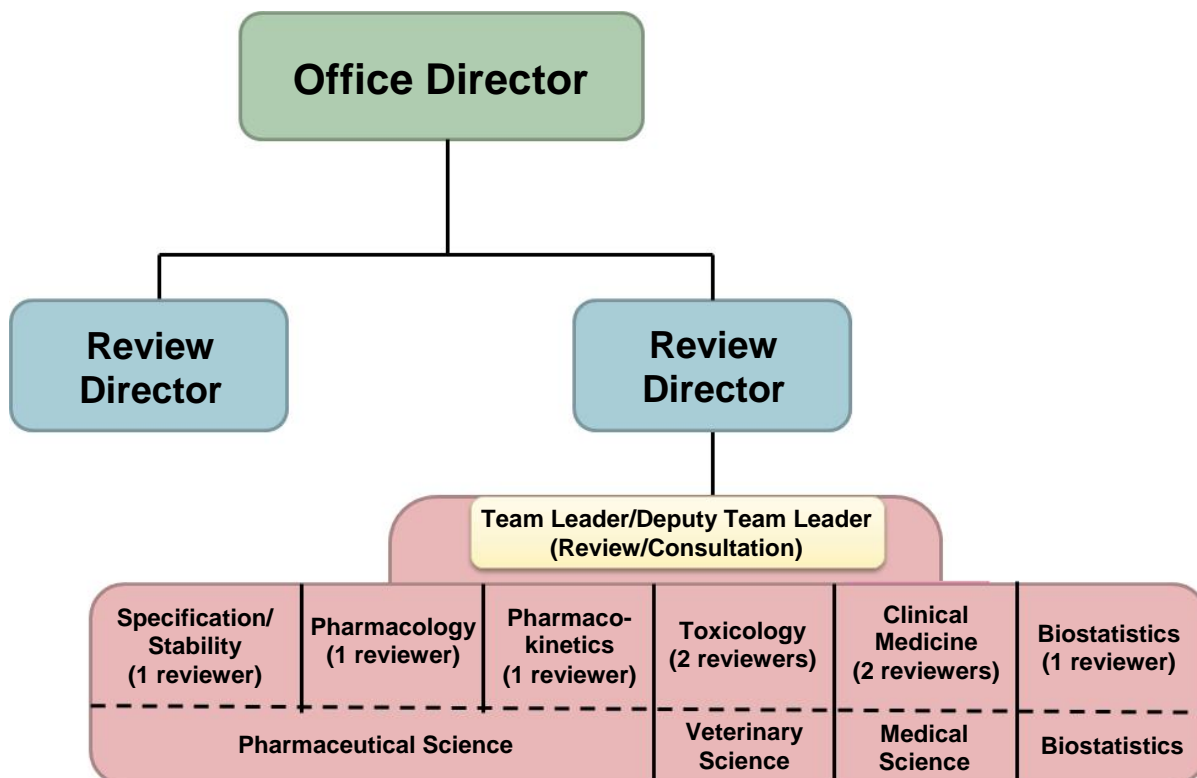 Office Director
Review
Director
Review
Director
Team Leader/Deputy Team Leader
(Review/Consultation)
Specification/
Stability
(1 reviewer)
Pharmacology
(1 reviewer)
Pharmaco-
kinetics
(1 reviewer)
Toxicology
(2 reviewers)
Clinical
Medicine
(2 reviewers)
Biostatistics
(1 reviewer)
Pharmaceutical Science
Veterinary
Science
Medical
Science
Biostatistics